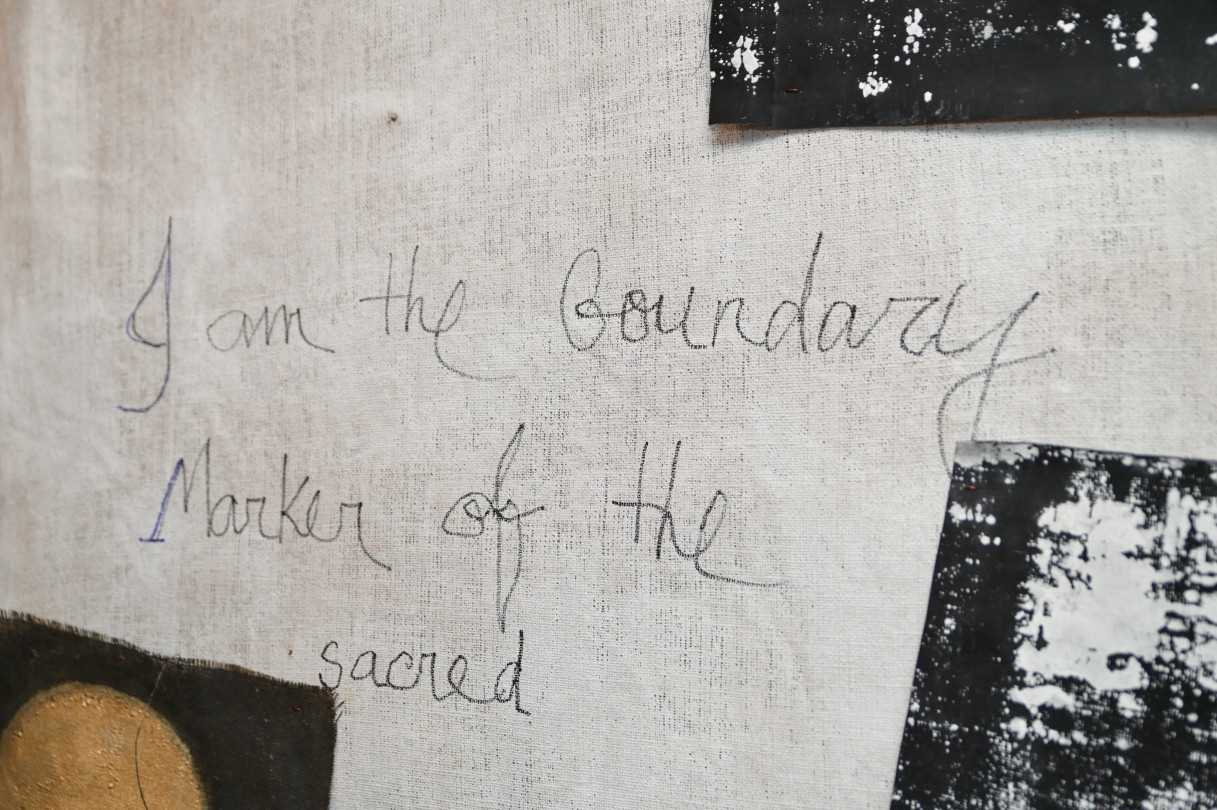 I am the Boundary
Marker of the
sacred